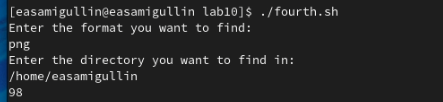 [easamigullin@easamigullin lab10]$ ./fourth.sh
Enter the format you want to find:
png
Enter the directory you want to find in:
/home/easamigullin
98